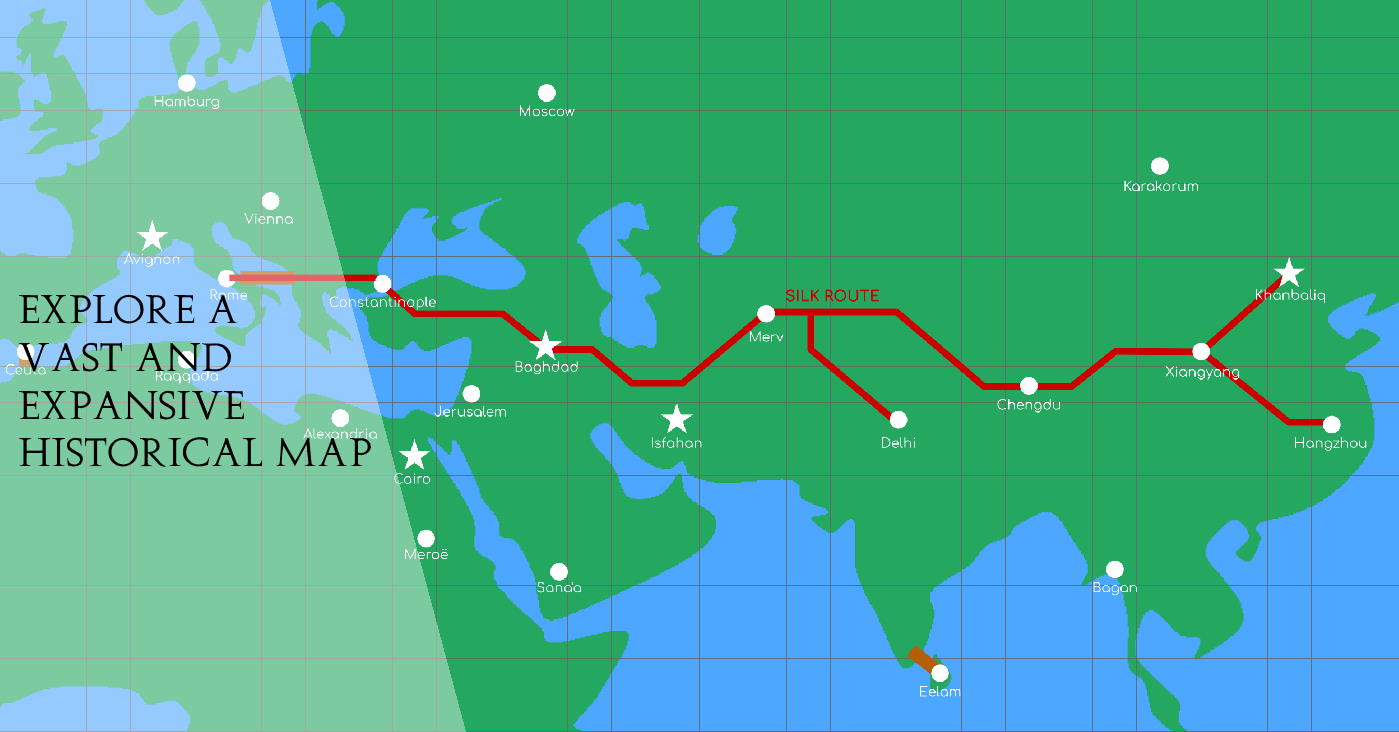 Hamburg
Moscow
Karakorum
Vienna
Avignon
Rome
Constantinople
SILK ROUTE
Khanbaliq
EXPLORE A
VAST AND
EXPANSIVE
HISTORICAL MAP
Merv
Baghdad
Xiangyang
Ceuta
Raqqada
Chengdu
Jerusalem
Alexandria
Isfahan
Delhi
Hangzhou
Cairo
Meroë
Sana'a
Bagan
Eelam